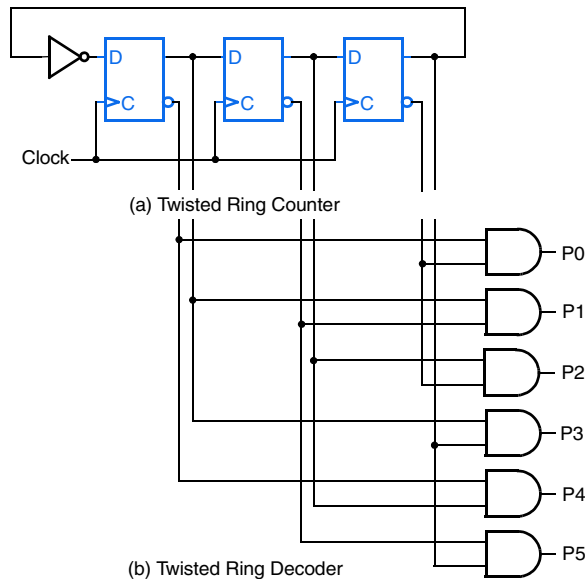 D D D
C C C
Clock
(a) Twisted Ring Counter
P0
P1
P2
P3
P4
P5
(b) Twisted Ring Decoder